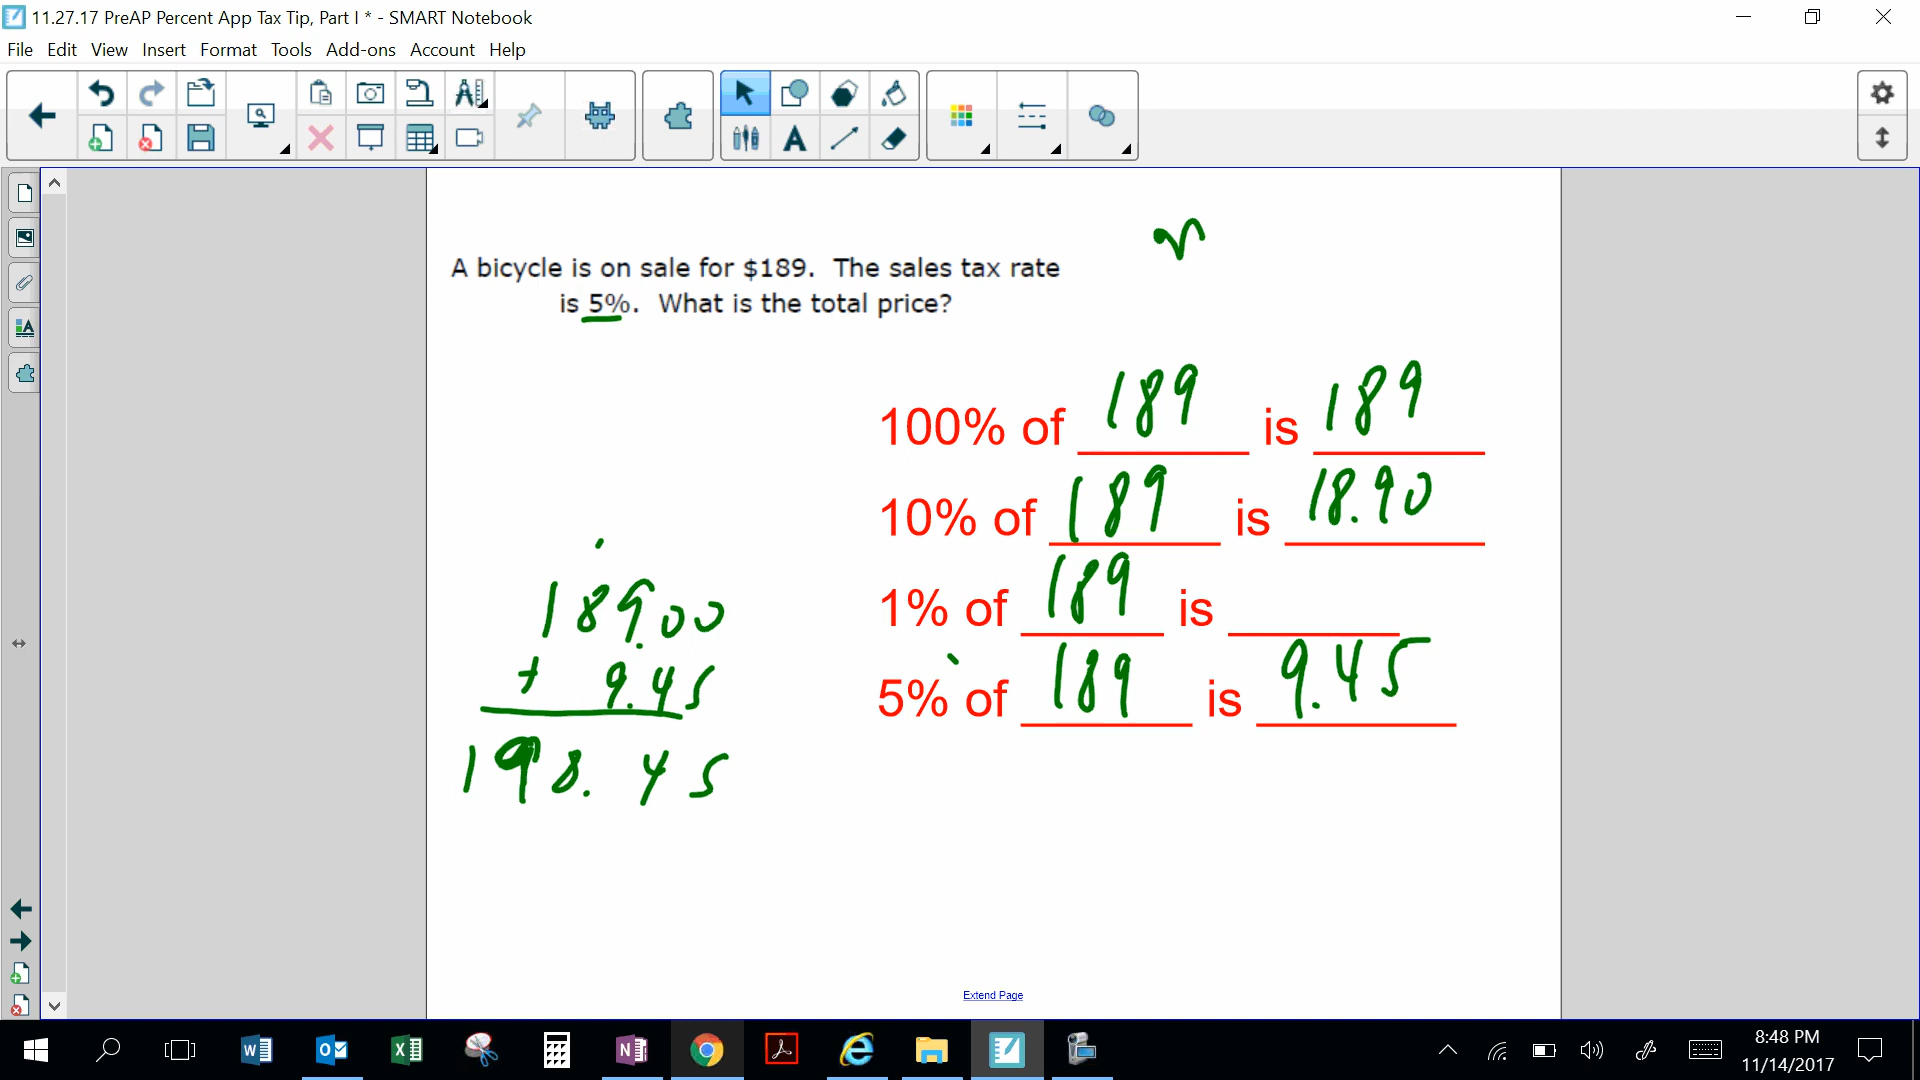 11.27.17 PreAP Percent App Tax Tip, Part I * - SMART Notebook
File Edit View Insert Format Tools Add-ons Account Help
A bicycle is on sale for $189. The sales tax rate
is 5%. What is the total price?
100% of 189 is 189
10% of 189 is 18.90
1% of 189 is
5% of 189 is 9.45
189.00
+ 9.45
198.45
Extend Page
8:48 PM
11/14/2017